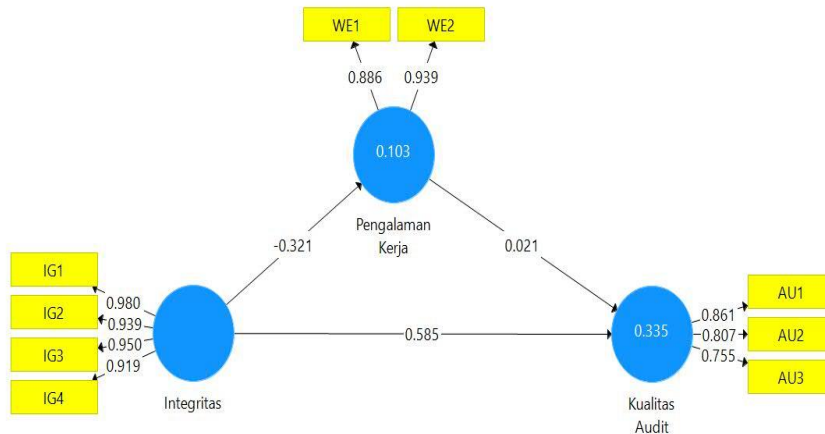 WE1 WE2
0.886 0.939
0.103
Pengalaman
Kerja
-0.321 0.021
IG1
IG2
IG3
IG4
0.980
0.939
0.950
0.919
Integritas
0.585
0.335
Kualitas
Audit
0.861
0.807
0.755
AU1
AU2
AU3